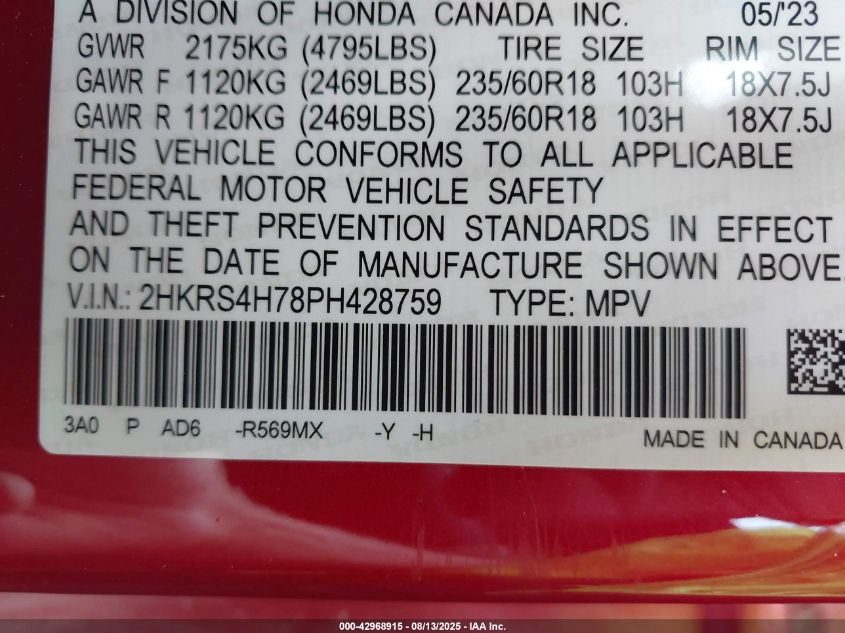 A DIVISION OF HONDA CANADA INC. 05/'23
GVWR 2175KG (4795LBS) TIRE SIZE RIM SIZE
GAWR F 1120KG (2469LBS) 235/60R18 103H 18X7.5J
GAWR R 1120KG (2469LBS) 235/60R18 103H 18X7.5J
THIS VEHICLE CONFORMS TO ALL APPLICABLE
FEDERAL MOTOR VEHICLE SAFETY
AND THEFT PREVENTION STANDARDS IN EFFECT
ON THE DATE OF MANUFACTURE SHOWN ABOVE.
V.I.N.: 2HKRS4H78PH428759 TYPE: MPV
3A0 P AD6 -R569MX -Y -H
MADE IN CANADA
000-42968915 - 08/13/2025 - IAA Inc.